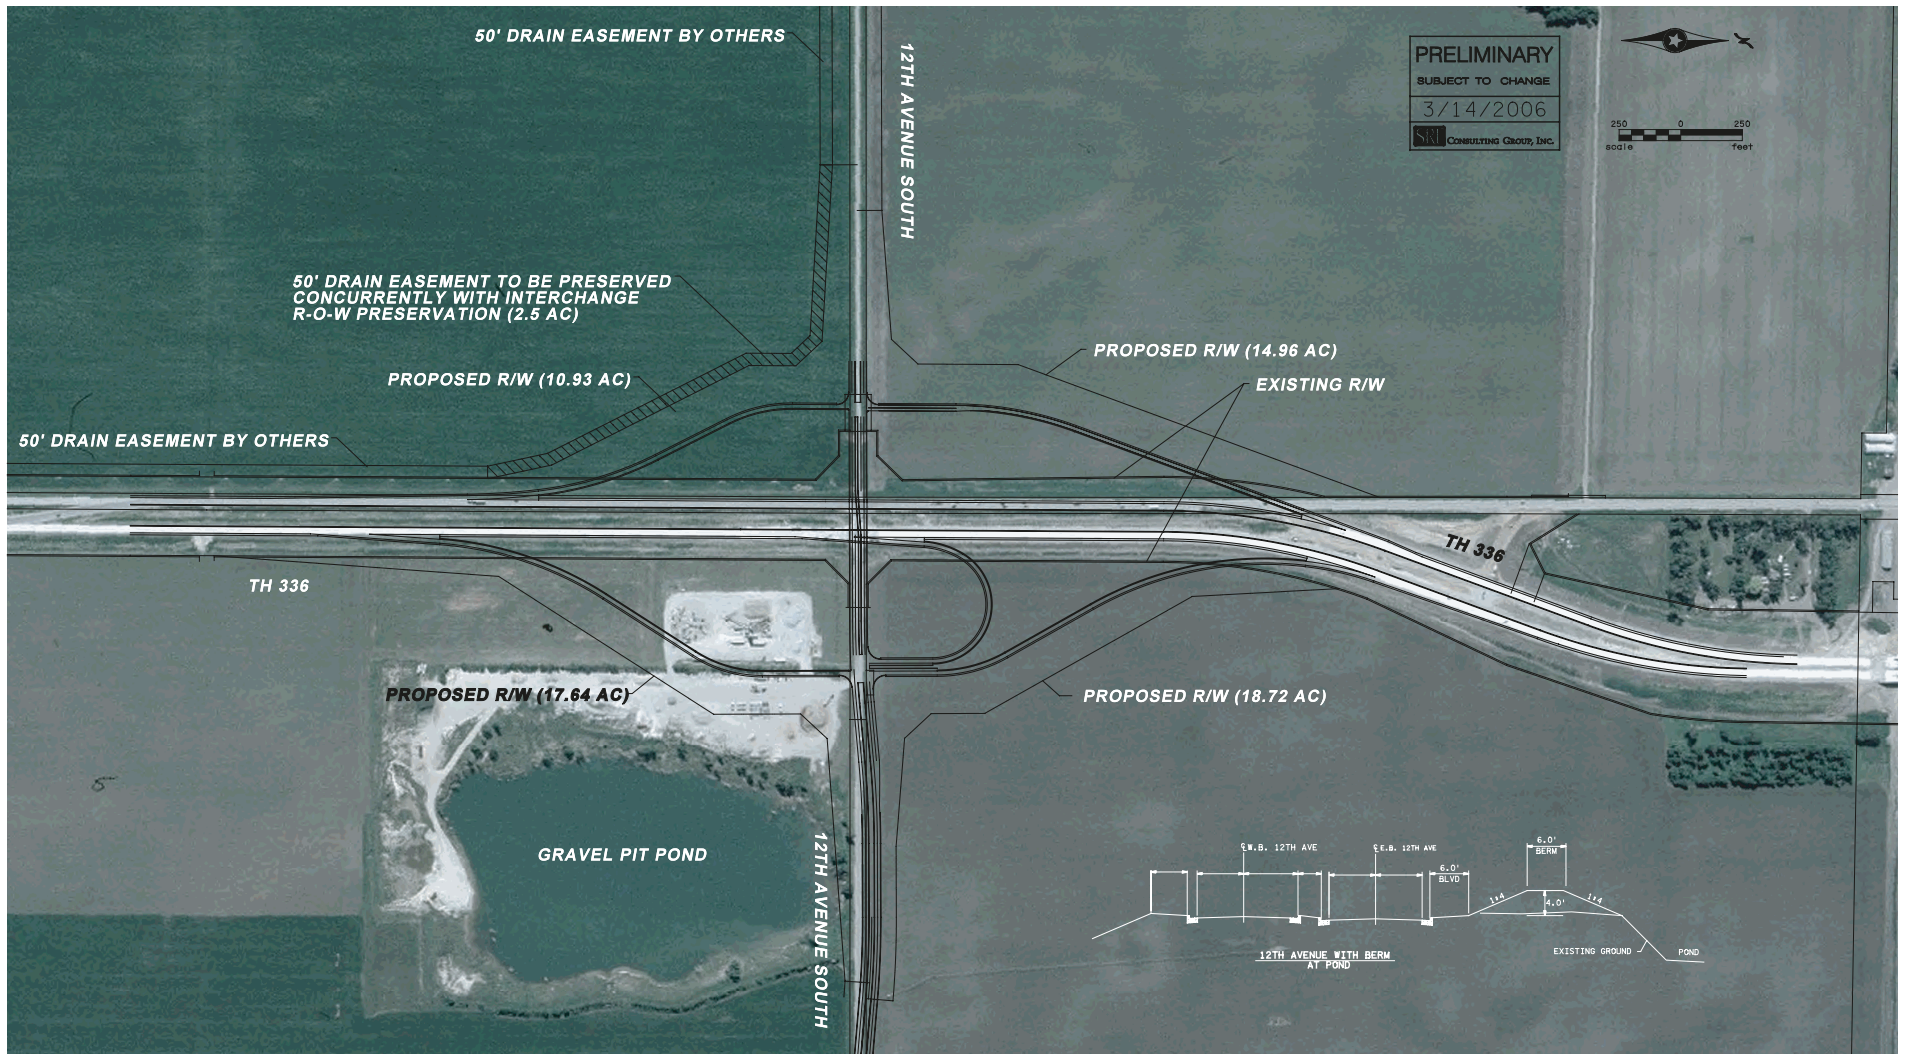 50' DRAIN EASEMENT BY OTHERS
12TH AVENUE SOUTH
PRELIMINARY
SUBJECT TO CHANGE
3/14/2006
SRF CONSULTING GROUP, INC.
N
250 0 250
scale feet
50' DRAIN EASEMENT TO BE PRESERVED
CONCURRENTLY WITH INTERCHANGE
R-O-W PRESERVATION (2.5 AC)
PROPOSED R/W (14.96 AC)
PROPOSED R/W (10.93 AC)
EXISTING R/W
50' DRAIN EASEMENT BY OTHERS
TH 336
TH 336
PROPOSED R/W (17.64 AC)
PROPOSED R/W (18.72 AC)
GRAVEL PIT POND
12TH AVENUE SOUTH
W.B. 12TH AVE
E.B. 12TH AVE
6.0'
BLVD
6.0'
BERM
1:4
4.0'
1:4
EXISTING GROUND
POND
12TH AVENUE WITH BERM
AT POND